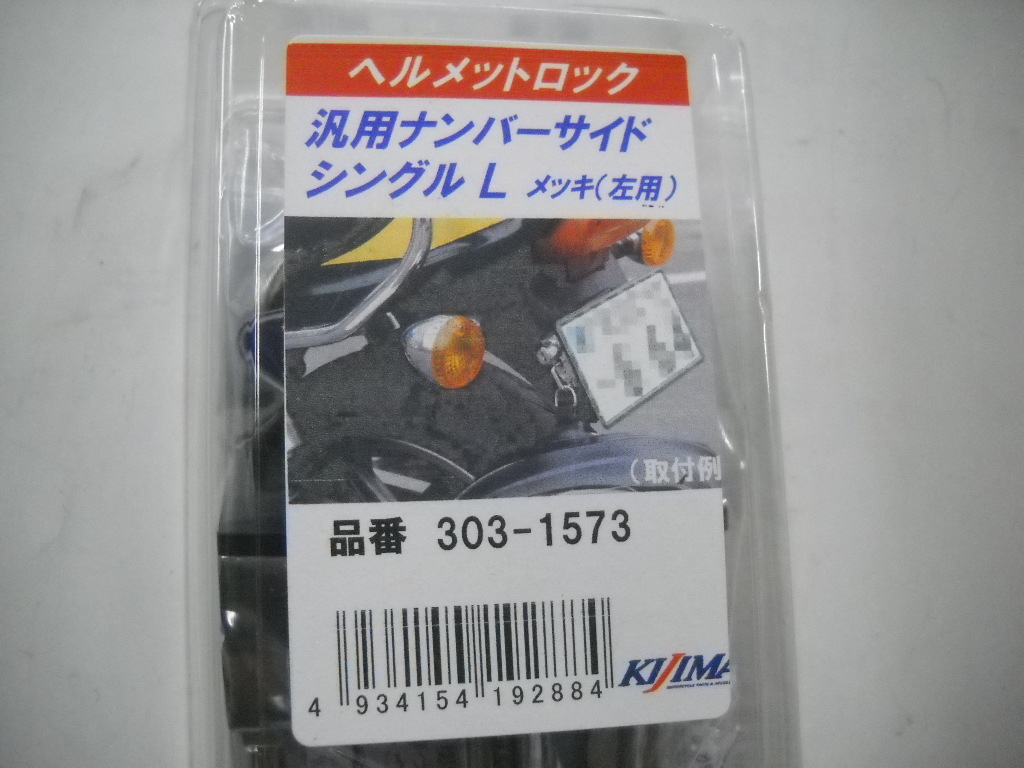 ヘルメットロック
汎用ナンバーサイド
シングル L メッキ(左用)
(取付例
品番 303-1573
4 934154 192884
KIJIMA